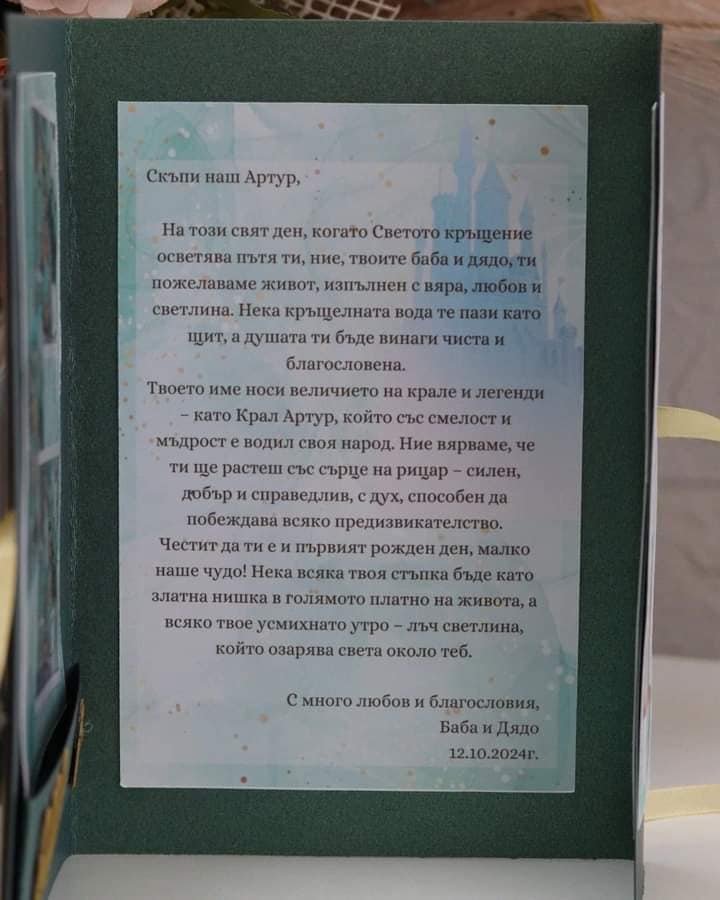 Скъпи наш Артур,
На този свят ден, когато Светото кръщение
осветява пътя ти, ние, твоите баба и дядо, ти
пожелаваме живот, изпълнен с вяра, любов и
светлина. Нека кръщелната вода те пази като
щит, а душата ти бъде винаги чиста и
благословена.
Твоето име носи величието на крале и легенди
– като Крал Артур, който със смелост и
мъдрост е водил своя народ. Ние вярваме, че
ти ще растеш със сърце на рицар – силен,
добър и справедлив, с дух, способен да
побеждава всяко предизвикателство.
Честит да ти е и първият рожден ден, малко
наше чудо! Нека всяка твоя стъпка бъде като
златна нишка в голямото платно на живота, а
всяко твое усмихнато утро – лъч светлина,
който озарява света около теб.
С много любов и благословия,
Баба и Дядо
12.10.2024г.